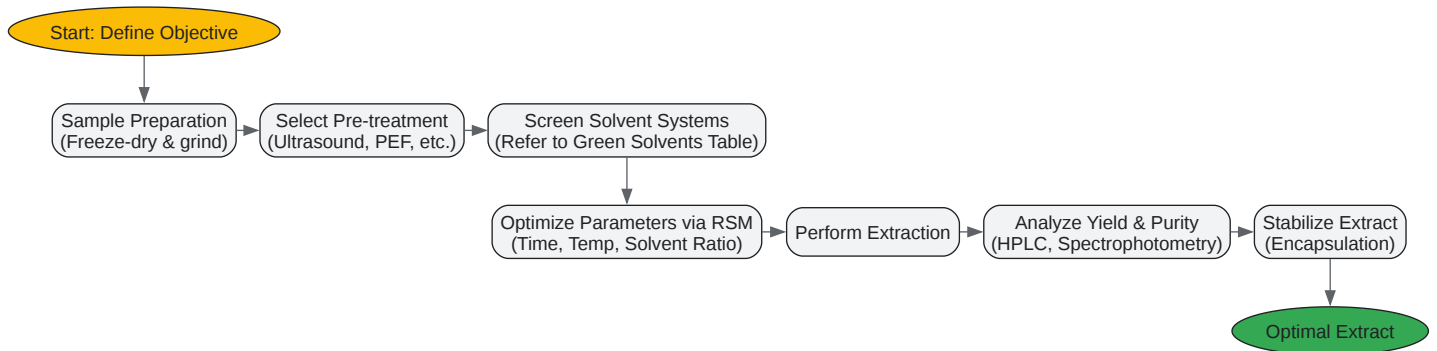 Start: Define Objective
Sample Preparation
(Freeze-dry & grind)
Select Pre-treatment
(Ultrasound, PEF, etc.)
Screen Solvent Systems
(Refer to Green Solvents Table)
Optimize Parameters via RSM
(Time, Temp, Solvent Ratio)
Perform Extraction
Analyze Yield & Purity
(HPLC, Spectrophotometry)
Stabilize Extract
(Encapsulation)
Optimal Extract